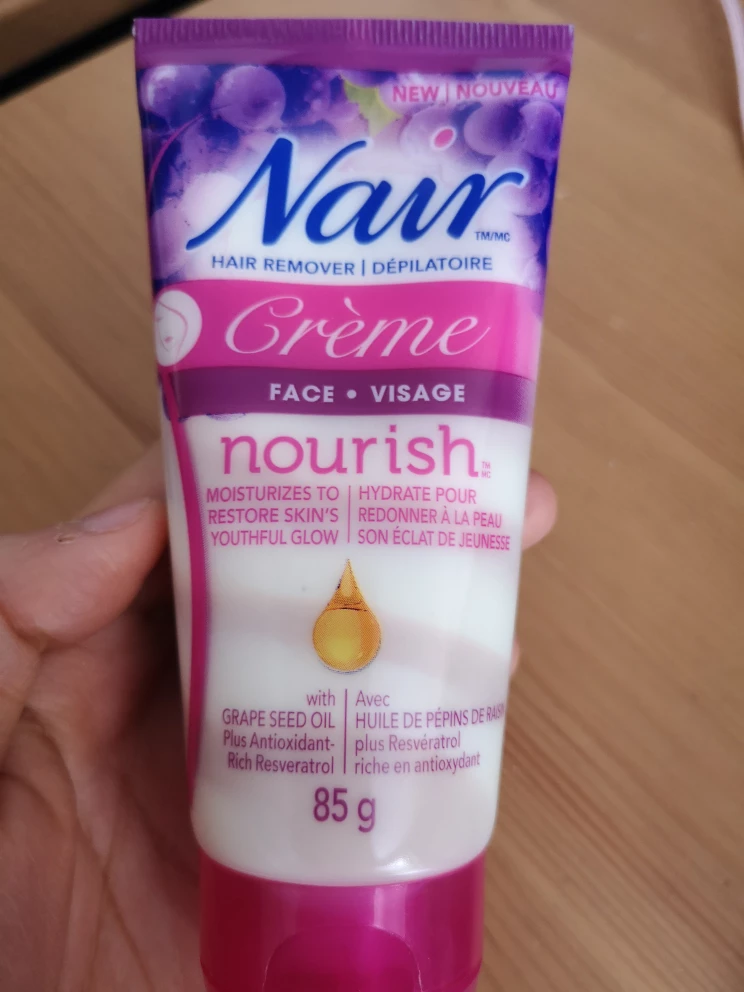 NEW | NOUVEAU
Nair TM/MC
HAIR REMOVER | DÉPILATOIRE
Crème
FACE • VISAGE
nourish TM MC
MOISTURIZES TO
RESTORE SKIN'S
YOUTHFUL GLOW
HYDRATE POUR
REDONNER À LA PEAU
SON ÉCLAT DE JEUNESSE
with
GRAPE SEED OIL
Plus Antioxidant-
Rich Resveratrol
Avec
HUILE DE PÉPINS DE RAISIN
plus Resvératrol
riche en antioxydant
85 g